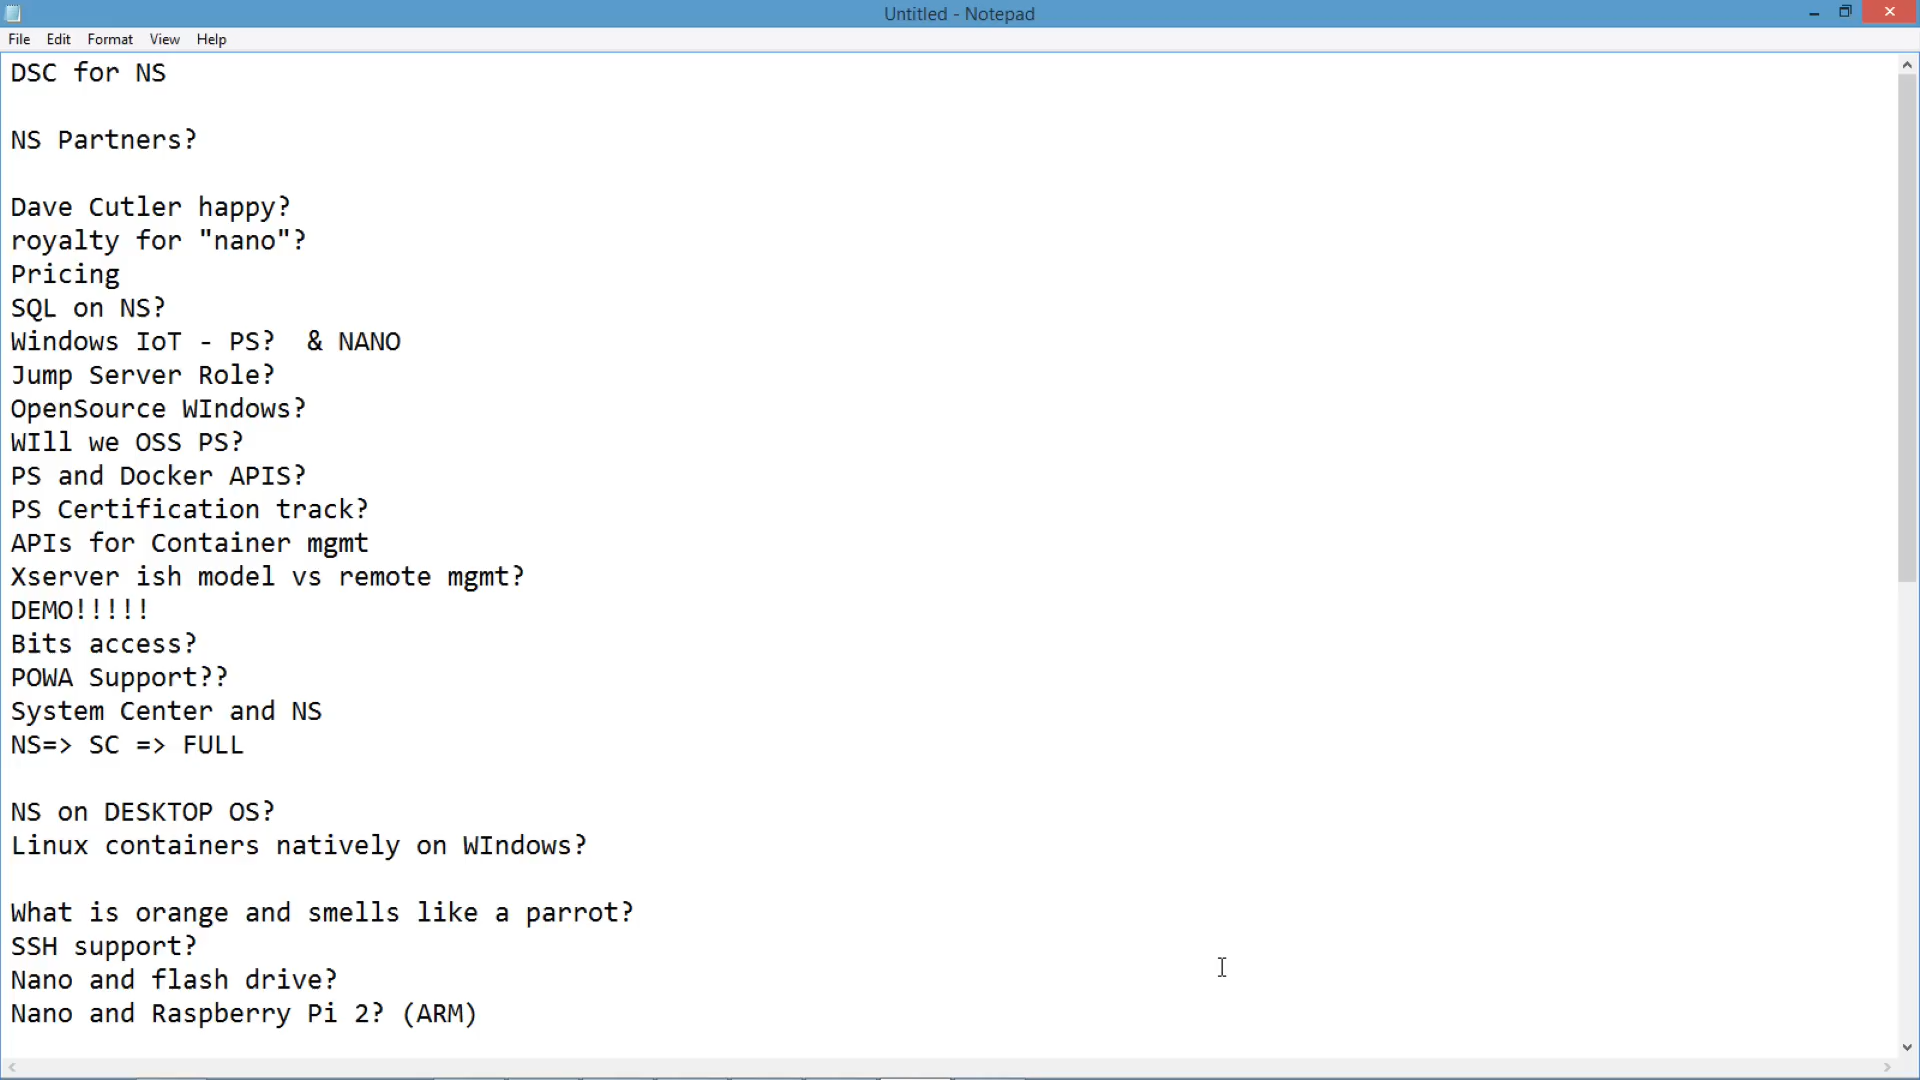 Untitled - Notepad
File Edit Format View Help
DSC for NS
NS Partners?
Dave Cutler happy?
royalty for "nano"?
Pricing
SQL on NS?
Windows IoT - PS?  & NANO
Jump Server Role?
OpenSource WIndows?
WIll we OSS PS?
PS and Docker APIS?
PS Certification track?
APIs for Container mgmt
Xserver ish model vs remote mgmt?
DEMO!!!!!
Bits access?
POWA Support??
System Center and NS
NS=> SC => FULL
NS on DESKTOP OS?
Linux containers natively on WIndows?
What is orange and smells like a parrot?
SSH support?
Nano and flash drive?
Nano and Raspberry Pi 2? (ARM)